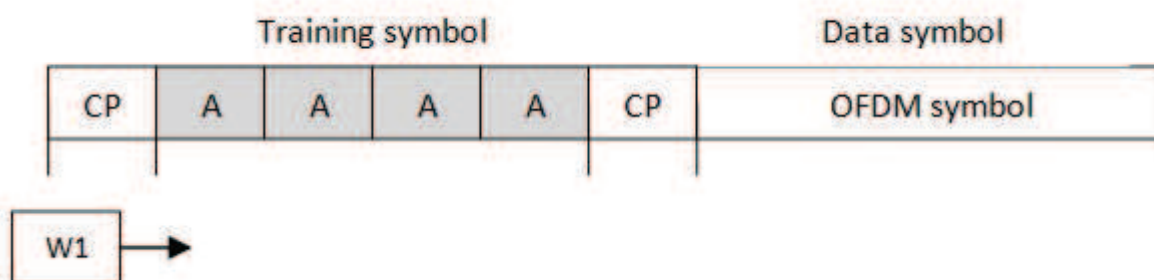 Training symbol Data symbol
CP A A A A CP OFDM symbol
W1